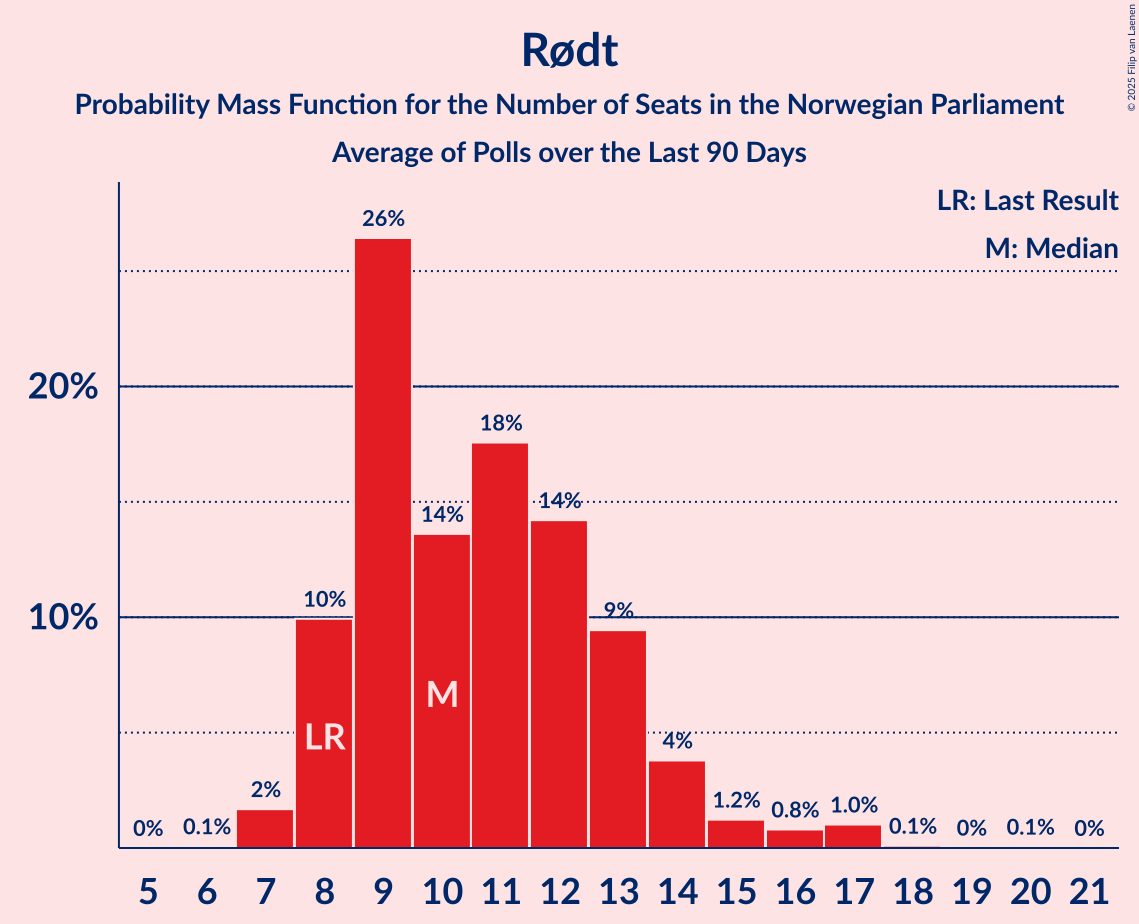 © 2025 Filip van Laenen
Rødt
Probability Mass Function for the Number of Seats in the Norwegian Parliament
Average of Polls over the Last 90 Days
LR: Last Result
M: Median
26%
20%
18%
14%
14%
10%
9%
10%
M
LR
4%
2%
1.2%
0.8%
1.0%
0%
0.1%
0.1%
0%
0.1%
0%
5 6 7 8 9 10 11 12 13 14 15 16 17 18 19 20 21